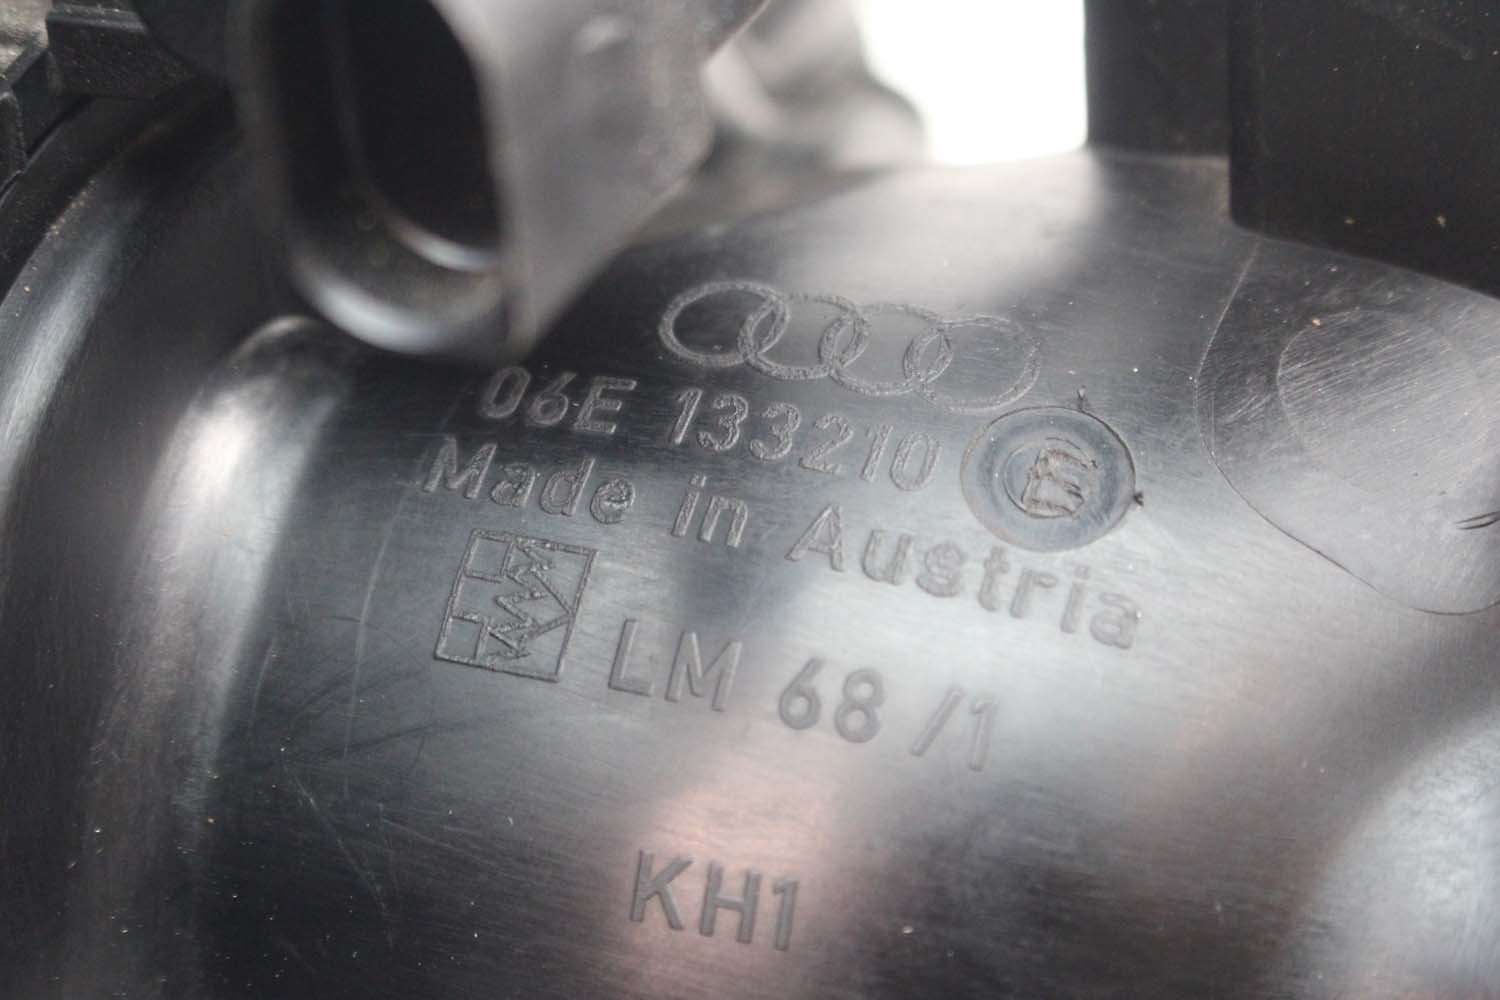 06E 133210 E
Made in Austria
LM 68 /1
KH1